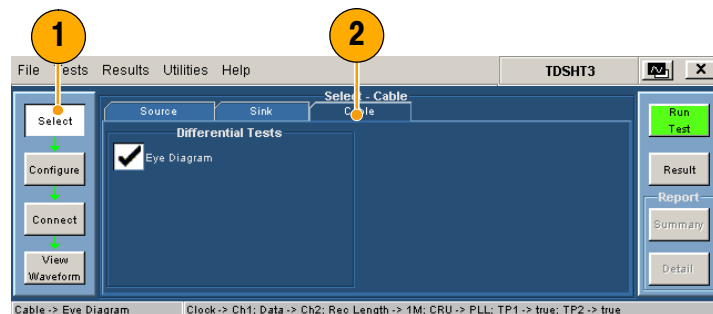 1 2
File Tests Results Utilities Help TDSHT3 X
Select - Cable
Source Sink Cable
Select
Differential Tests
Eye Diagram
Configure
Connect
View
Waveform
Run
Test
Result
Report
Summary
Detail
Cable -> Eye Diagram Clock -> Ch1; Data -> Ch2; Rec Length -> 1M; CRU -> PLL; TP1 -> true; TP2 -> true